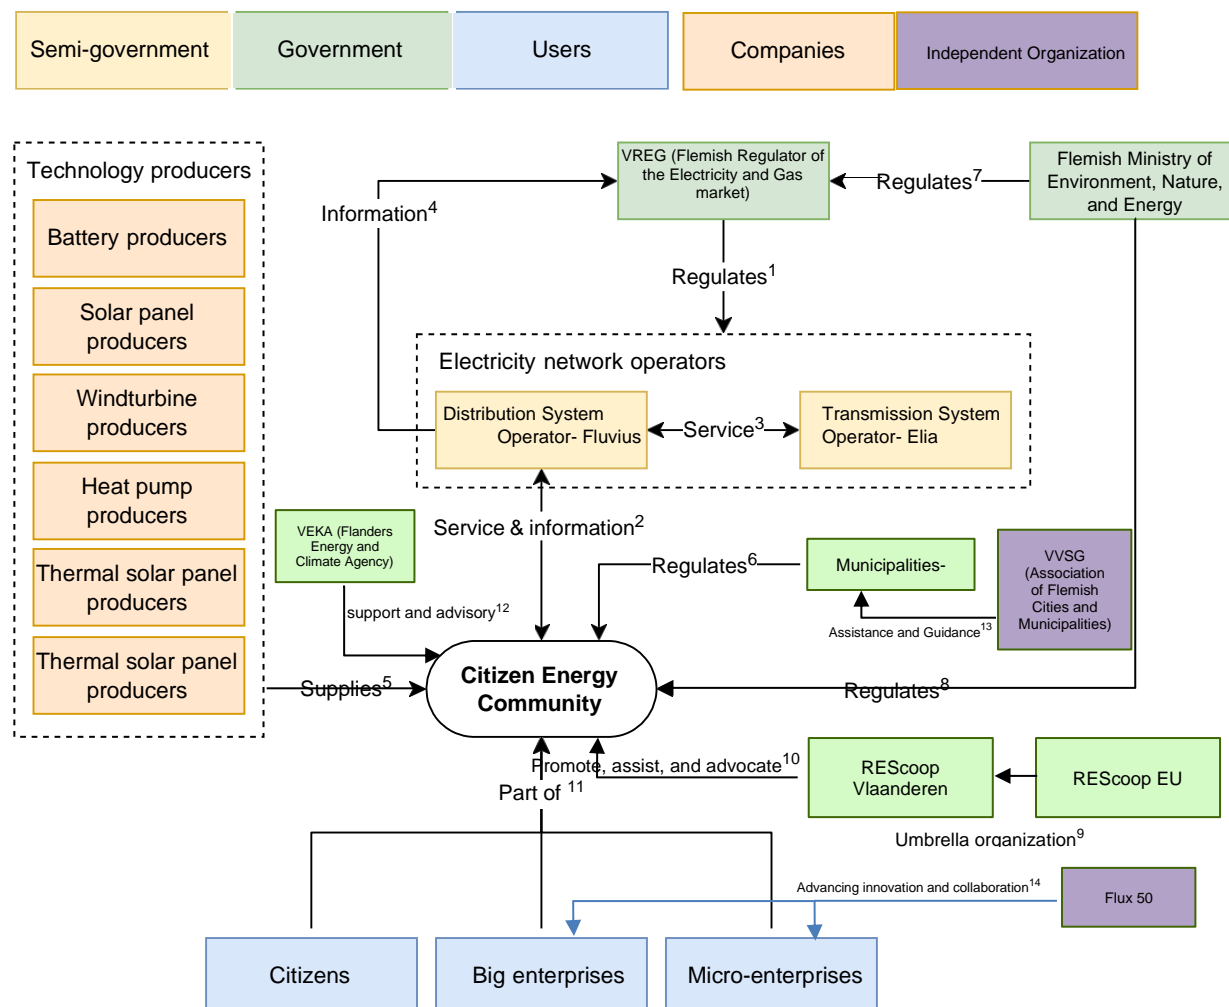 Semi-government
Government
Users
Companies
Independent Organization
Technology producers
Battery producers
Solar panel
producers
Windturbine
producers
Heat pump
producers
Thermal solar panel
producers
Thermal solar panel
producers
VREG (Flemish Regulator of
the Electricity and Gas
market)
Regulates7
Flemish Ministry of
Environment, Nature,
and Energy
Information4
Regulates1
Electricity network operators
Distribution System
Operator- Fluvius
Service3
Transmission System
Operator- Elia
Service & information2
VEKA (Flanders
Energy and
Climate Agency)
support and advisory12
Regulates6
Municipalities-
VVSG
(Association
of Flemish
Cities and
Municipalities)
Assistance and Guidance13
Supplies5
Citizen Energy
Community
Regulates8
Promote, assist, and advocate10
Part of 11
REScoop
Vlaanderen
REScoop EU
Umbrella organization9
Advancing innovation and collaboration14
Flux 50
Citizens
Big enterprises
Micro-enterprises